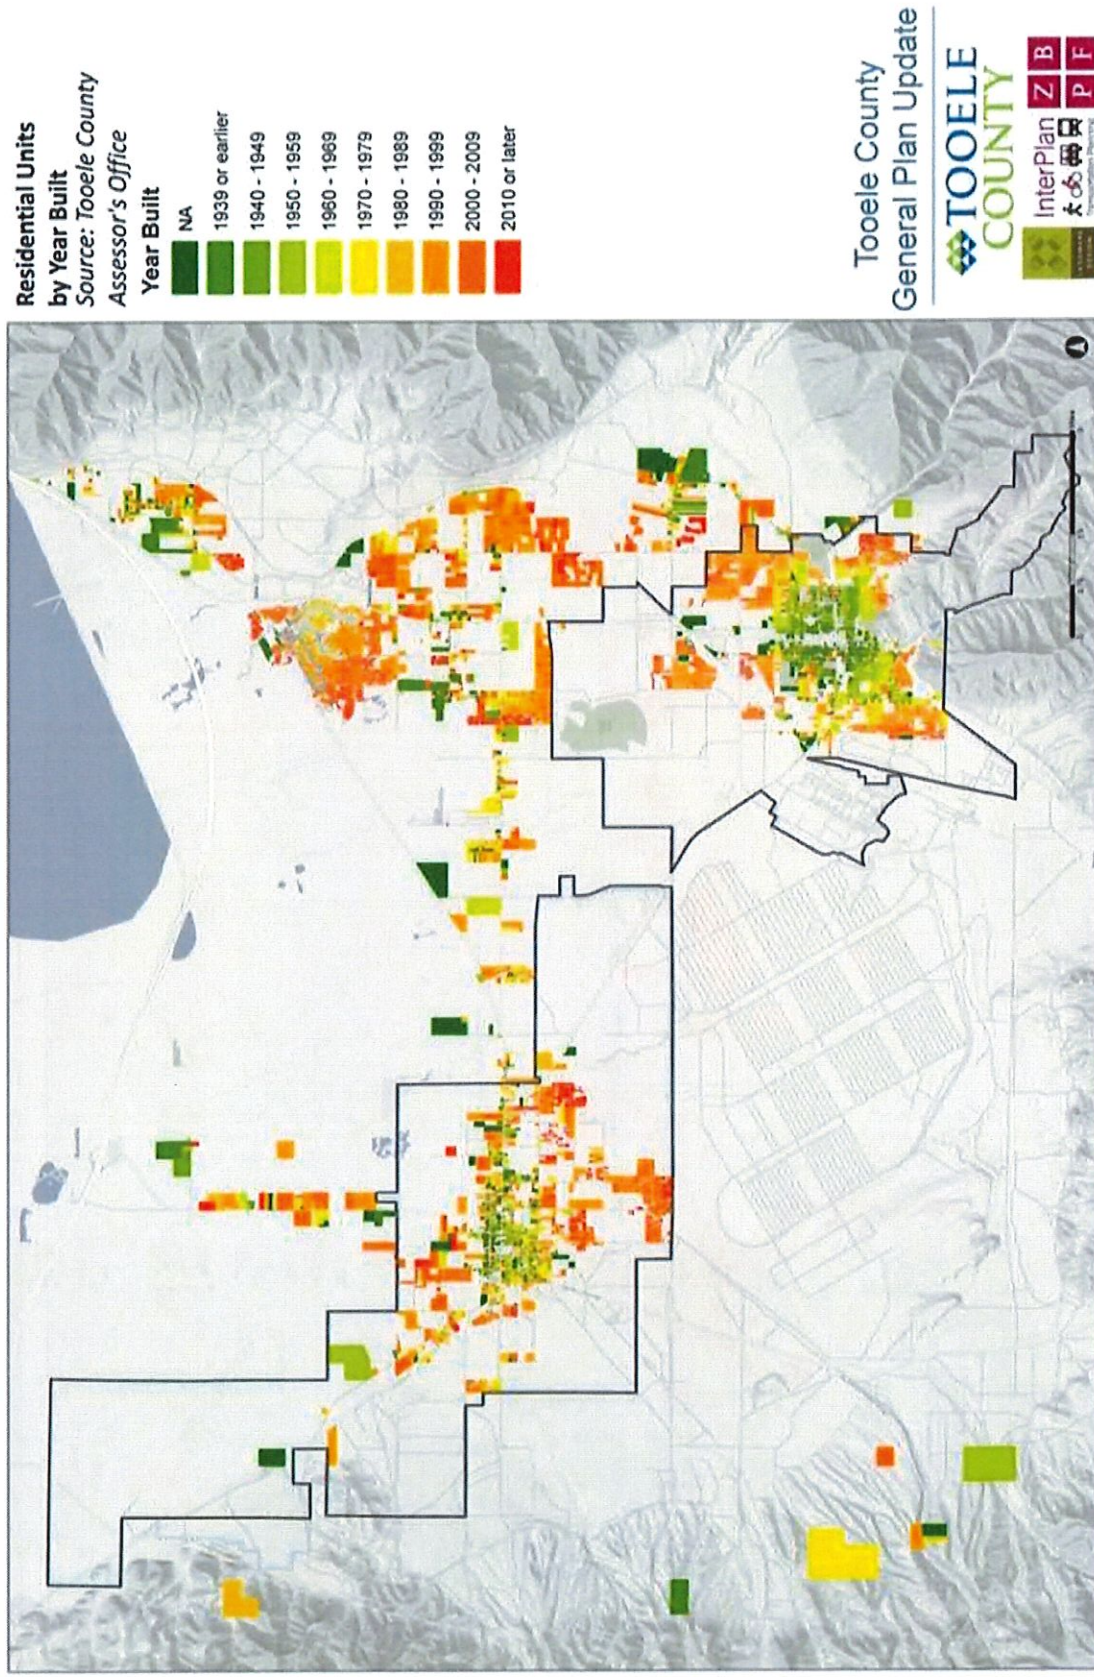 Residential Units
by Year Built
Source: Tooele County
Assessor's Office
Year Built
NA
1939 or earlier
1940 - 1949
1950 - 1959
1960 - 1969
1970 - 1979
1980 - 1989
1990 - 1999
2000 - 2009
2010 or later
Tooele County
General Plan Update
TOOELE
COUNTY
InterPlan
Z B
P F